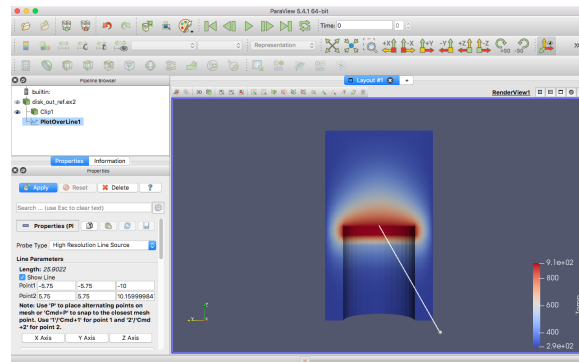 ParaView 5.4.1 64-bit
Time: 0
0
Representation
+X
-X
+Y
-Y
+Z
-Z
+90
-90
Pipeline Browser
builtin:
disk_out_ref.ex2
Clip1
PlotOverLine1
Properties
Information
Properties
Apply
Reset
Delete
?
Search ... (use Esc to clear text)
Properties (Pl
Probe Type
High Resolution Line Source
Line Parameters
Length: 25.9022
Show Line
Point1
-5.75
-5.75
-10
Point2
5.75
5.75
10.15999984
Note: Use 'P' to place alternating points on
mesh or 'Cmd+P' to snap to the closest mesh
point. Use '1'/'Cmd+1' for point 1 and '2'/'Cmd
+2' for point 2.
X Axis
Y Axis
Z Axis
Layout #1
+
3D
RenderView1
9.1e+02
800
600
400
2.9e+02